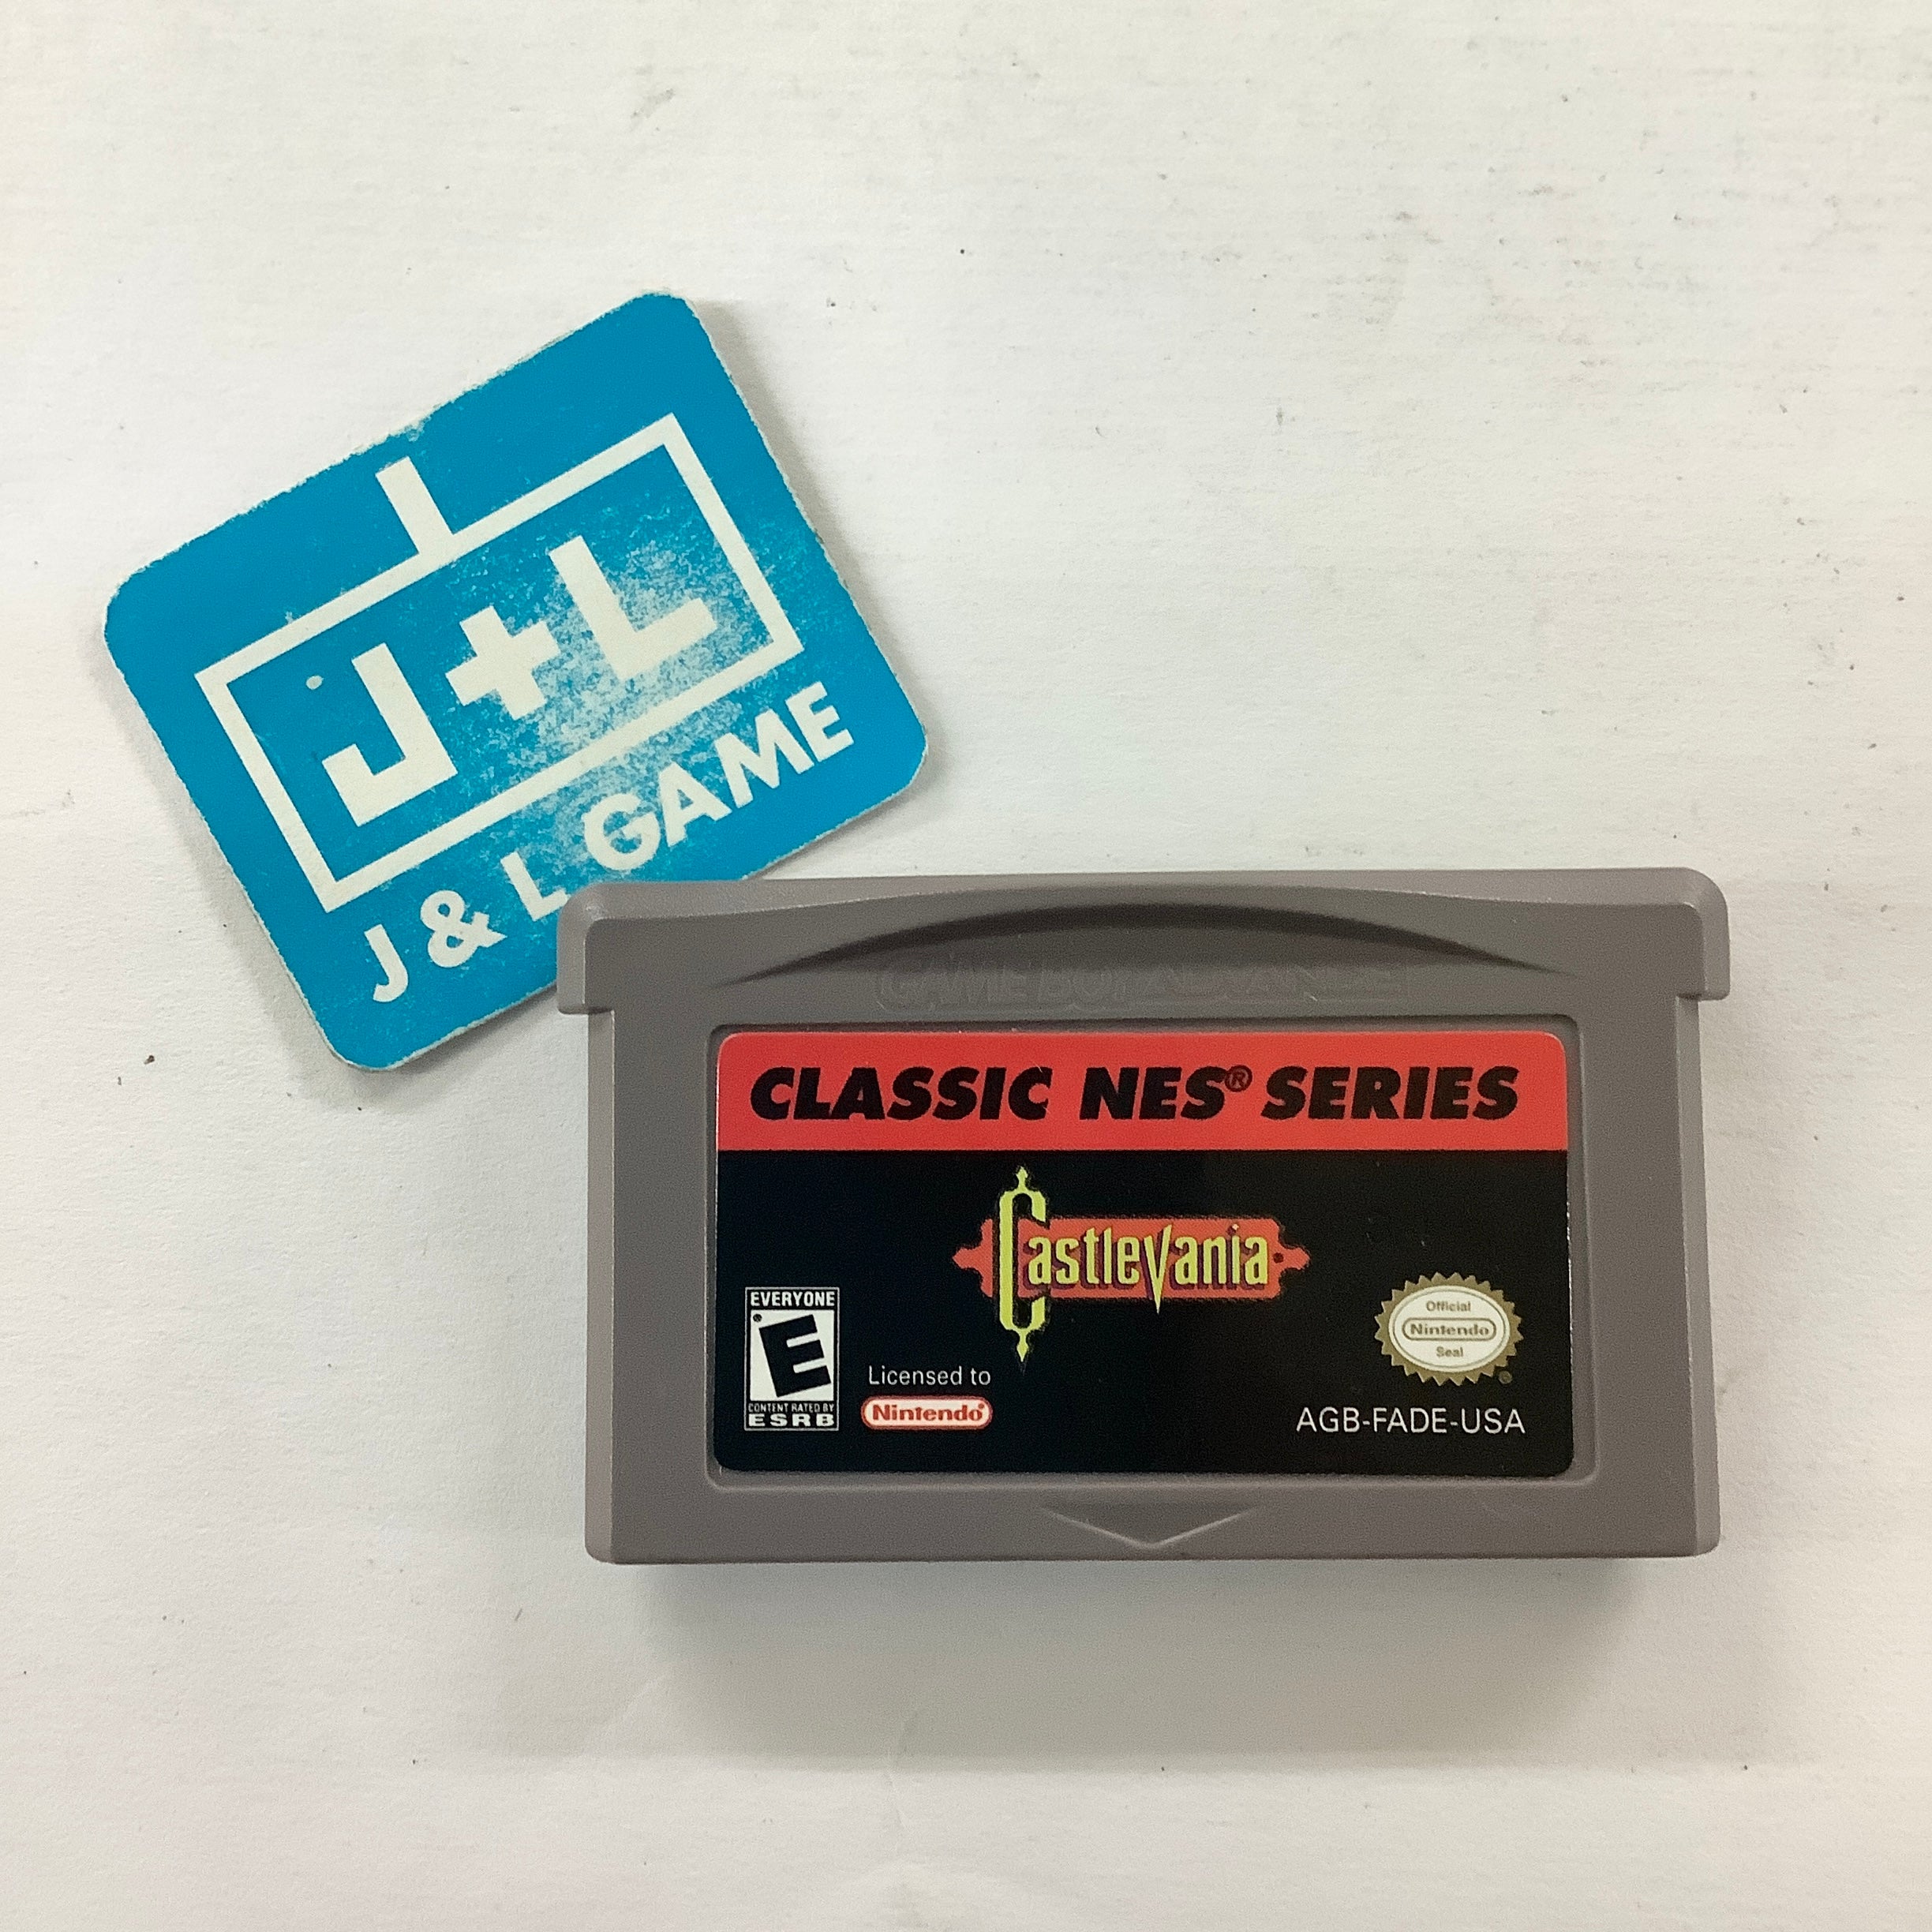 J+L
J & L GAME
GAME BOY ADVANCE
CLASSIC NES® SERIES
Castlevania
EVERYONE
E
CONTENT RATED BY
ESRB
Licensed to
Nintendo®
Official
Nintendo
Seal
AGB-FADE-USA